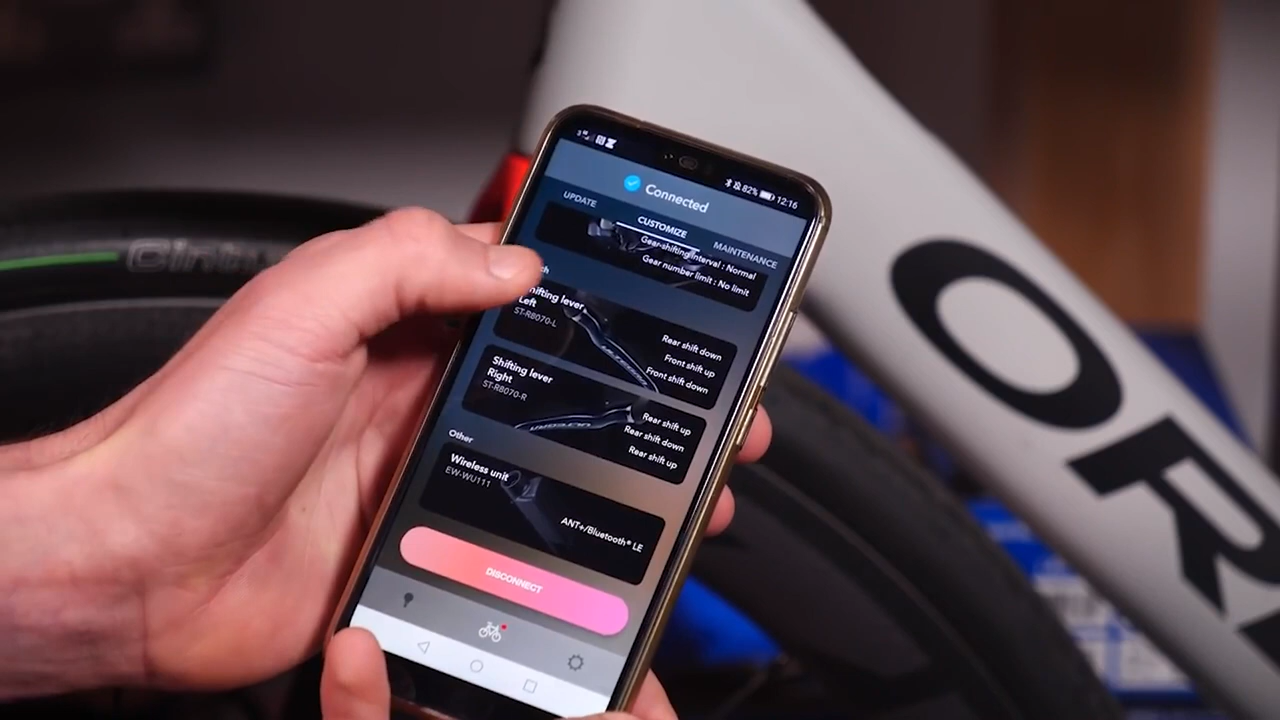 82% 12:16
Connected
UPDATE
CUSTOMIZE
MAINTENANCE
Gear-shifting interval : Normal
Gear number limit : No limit
Left
ST-R8070-L
Rear shift down
Front shift up
Front shift down
Shifting lever
Right
ST-R8070-R
ULTEGRA
Rear shift up
Rear shift down
Rear shift up
Other
Wireless unit
EW-WU111
ANT+/Bluetooth® LE
DISCONNECT